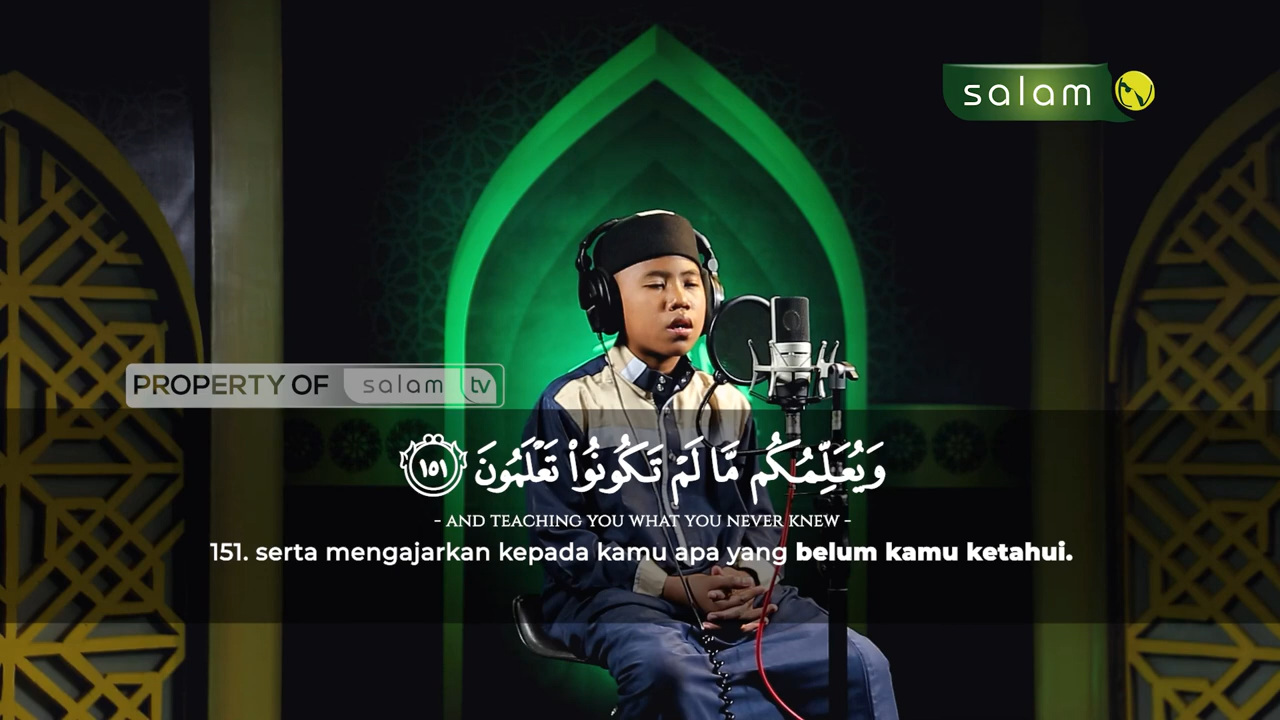 salam
PROPERTY OF salam tv
وَيُعَلِّمُكُم مَّا لَمْ تَكُونُوا۟ تَعْلَمُونَ ١٥١
- AND TEACHING YOU WHAT YOU NEVER KNEW -
151. serta mengajarkan kepada kamu apa yang belum kamu ketahui.